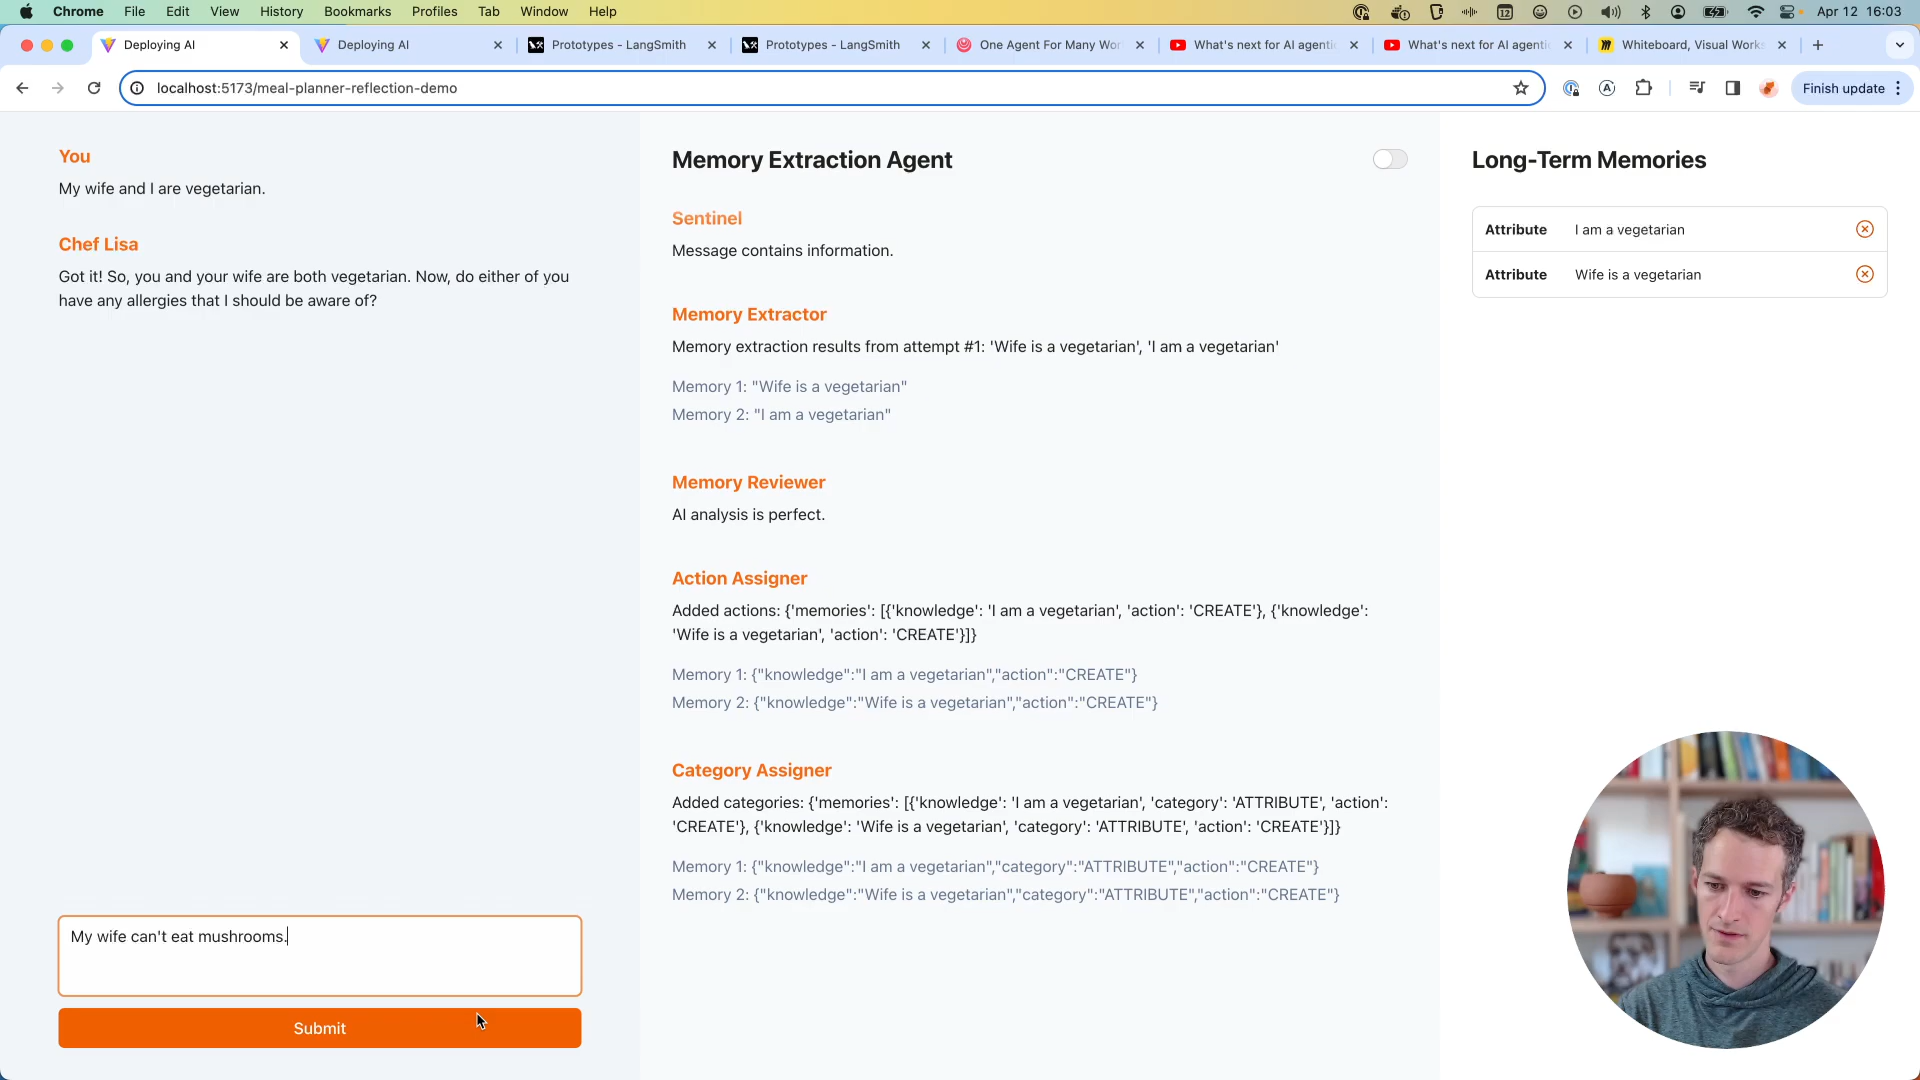 Chrome File Edit View History Bookmarks Profiles Tab Window Help
12
Apr 12 16:03
Deploying AI
Deploying AI
Prototypes - LangSmith
Prototypes - LangSmith
One Agent For Many Wor
What's next for AI agentic
What's next for AI agentic
Whiteboard, Visual Works
localhost:5173/meal-planner-reflection-demo
Finish update
You
My wife and I are vegetarian.
Chef Lisa
Got it! So, you and your wife are both vegetarian. Now, do either of you
have any allergies that I should be aware of?
My wife can't eat mushrooms.
Submit
Memory Extraction Agent
Sentinel
Message contains information.
Memory Extractor
Memory extraction results from attempt #1: 'Wife is a vegetarian', 'I am a vegetarian'
Memory 1: "Wife is a vegetarian"
Memory 2: "I am a vegetarian"
Memory Reviewer
AI analysis is perfect.
Action Assigner
Added actions: {'memories': [{'knowledge': 'I am a vegetarian', 'action': 'CREATE'}, {'knowledge':
'Wife is a vegetarian', 'action': 'CREATE'}]}
Memory 1: {"knowledge":"I am a vegetarian","action":"CREATE"}
Memory 2: {"knowledge":"Wife is a vegetarian","action":"CREATE"}
Category Assigner
Added categories: {'memories': [{'knowledge': 'I am a vegetarian', 'category': 'ATTRIBUTE', 'action':
'CREATE'}, {'knowledge': 'Wife is a vegetarian', 'category': 'ATTRIBUTE', 'action': 'CREATE'}]}
Memory 1: {"knowledge":"I am a vegetarian","category":"ATTRIBUTE","action":"CREATE"}
Memory 2: {"knowledge":"Wife is a vegetarian","category":"ATTRIBUTE","action":"CREATE"}
Long-Term Memories
Attribute I am a vegetarian
Attribute Wife is a vegetarian